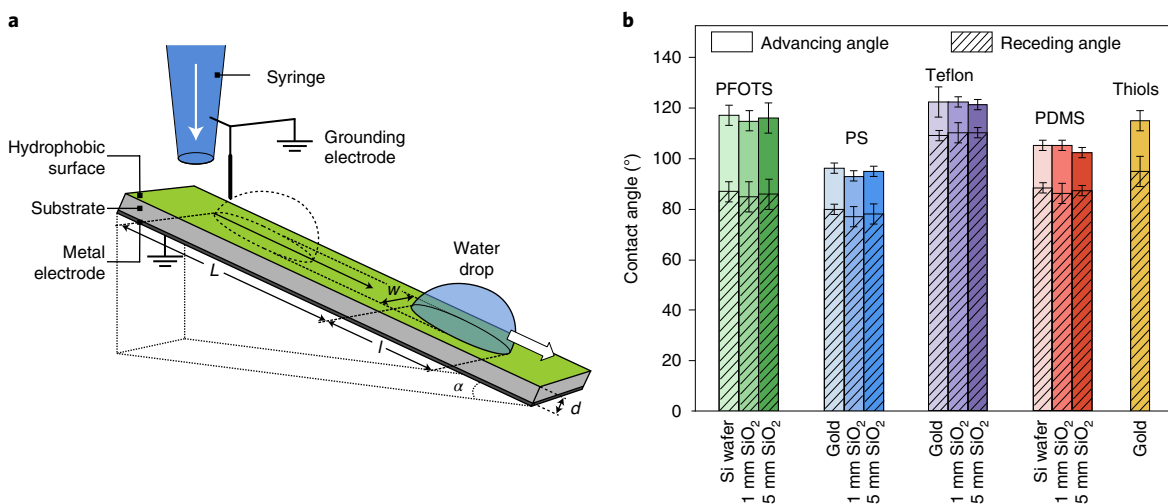 a
Syringe
Grounding
electrode
Hydrophobic
surface
Substrate
Metal
electrode
Water
drop
L
w
l
α
d
b
Contact angle (°)
140
120
100
80
60
40
20
0
Advancing angle
Receding angle
PFOTS
PS
Teflon
PDMS
Thiols
Si wafer
1 mm SiO₂
5 mm SiO₂
Gold
1 mm SiO₂
5 mm SiO₂
Gold
1 mm SiO₂
5 mm SiO₂
Si wafer
1 mm SiO₂
5 mm SiO₂
Gold